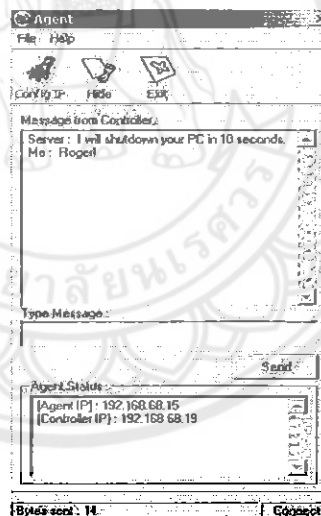 Agent
File Help
Config IP Hide Exit
Message from Controller:
Server : I will shutdown your PC in 10 seconds.
Me : Roger!
Type Message :
Send
Agent Status
[Agent IP] : 192.168.68.15
[Controller IP] : 192.168.68.19
Bytes sent : 14 Connect